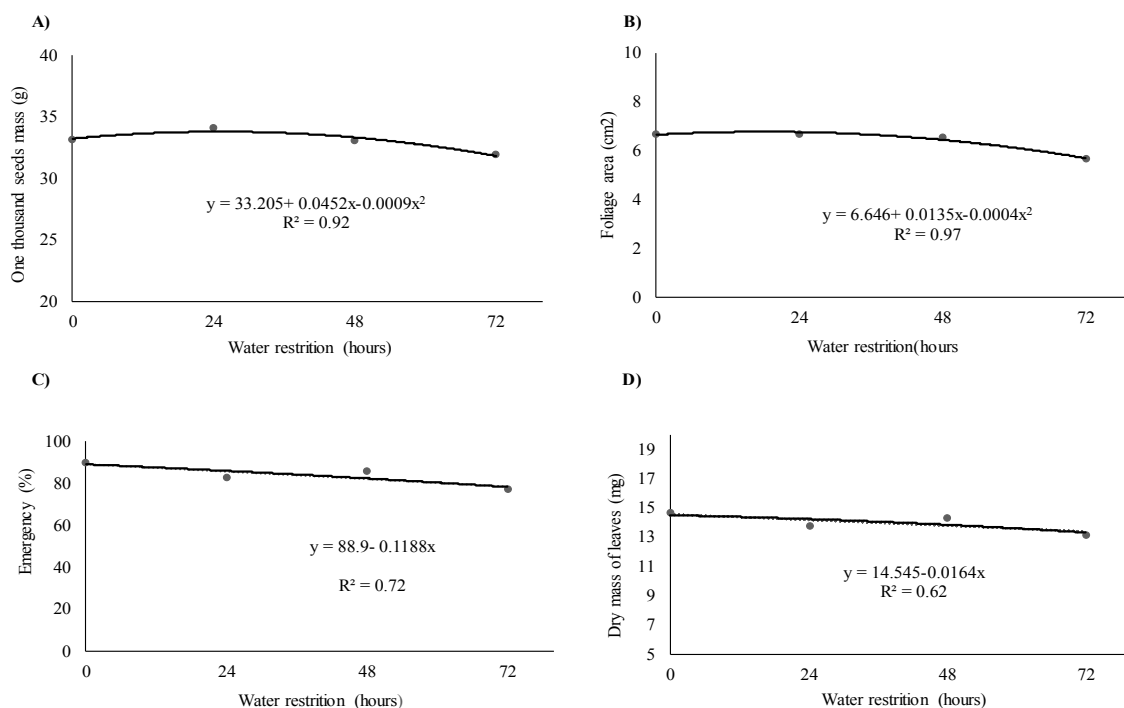 A)
One thousand seeds mass (g)
40
35
30
25
20
y = 33.205+ 0.0452x-0.0009x²
R² = 0.92
0 24 48 72
Water restrition (hours)
B)
Foliage area (cm2)
10
8
6
4
2
0
y = 6.646+ 0.0135x-0.0004x²
R² = 0.97
0 24 48 72
Water restrition(hours
C)
Emergency (%)
100
80
60
40
20
0
y = 88.9- 0.1188x
R² = 0.72
0 24 48 72
Water restrition (hours)
D)
Dry mass of leaves (mg)
19
17
15
13
11
9
7
5
y = 14.545-0.0164x
R² = 0.62
0 24 48 72
Water restrition (hours)